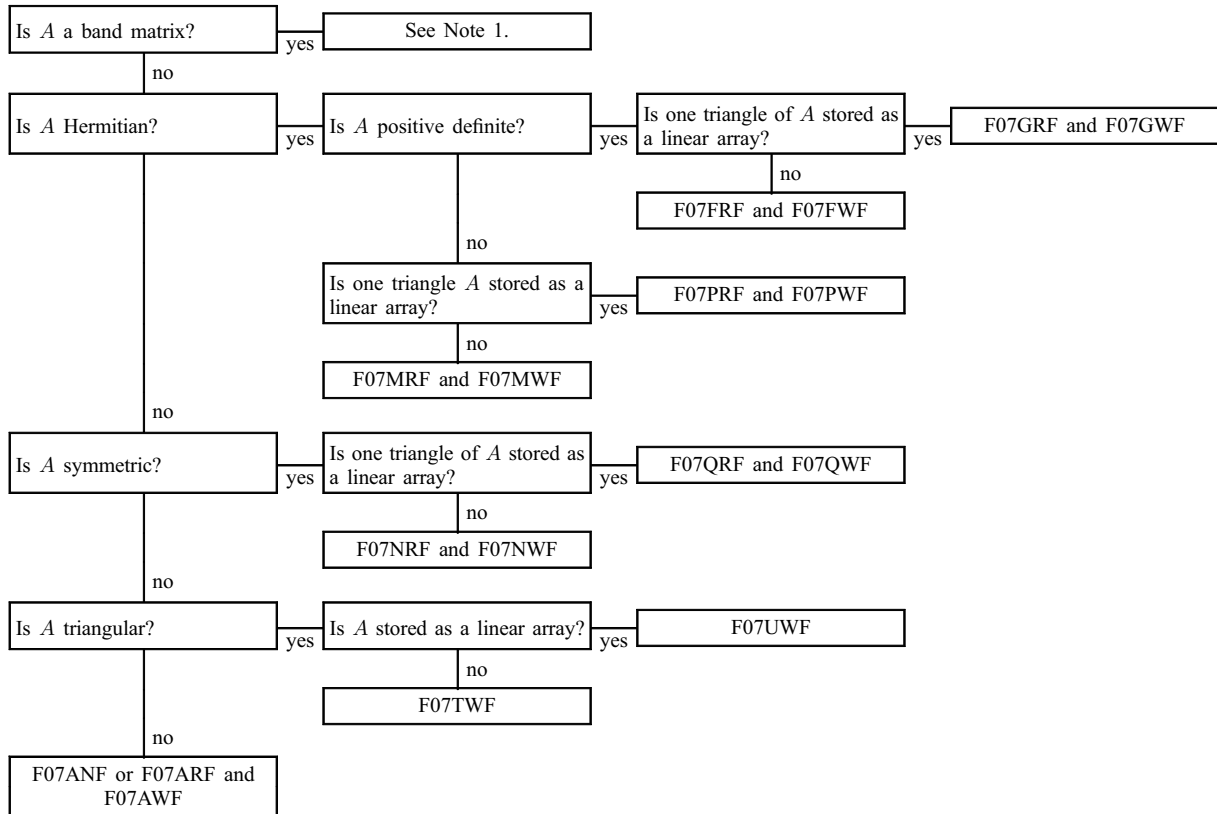 Is A a band matrix?
yes
See Note 1.
no
Is A Hermitian?
yes
Is A positive definite?
yes
Is one triangle of A stored as
a linear array?
yes
F07GRF and F07GWF
no
F07FRF and F07FWF
no
Is one triangle A stored as a
linear array?
yes
F07PRF and F07PWF
no
F07MRF and F07MWF
no
Is A symmetric?
yes
Is one triangle of A stored as
a linear array?
yes
F07QRF and F07QWF
no
F07NRF and F07NWF
no
Is A triangular?
yes
Is A stored as a linear array?
yes
F07UWF
no
F07TWF
no
F07ANF or F07ARF and
F07AWF